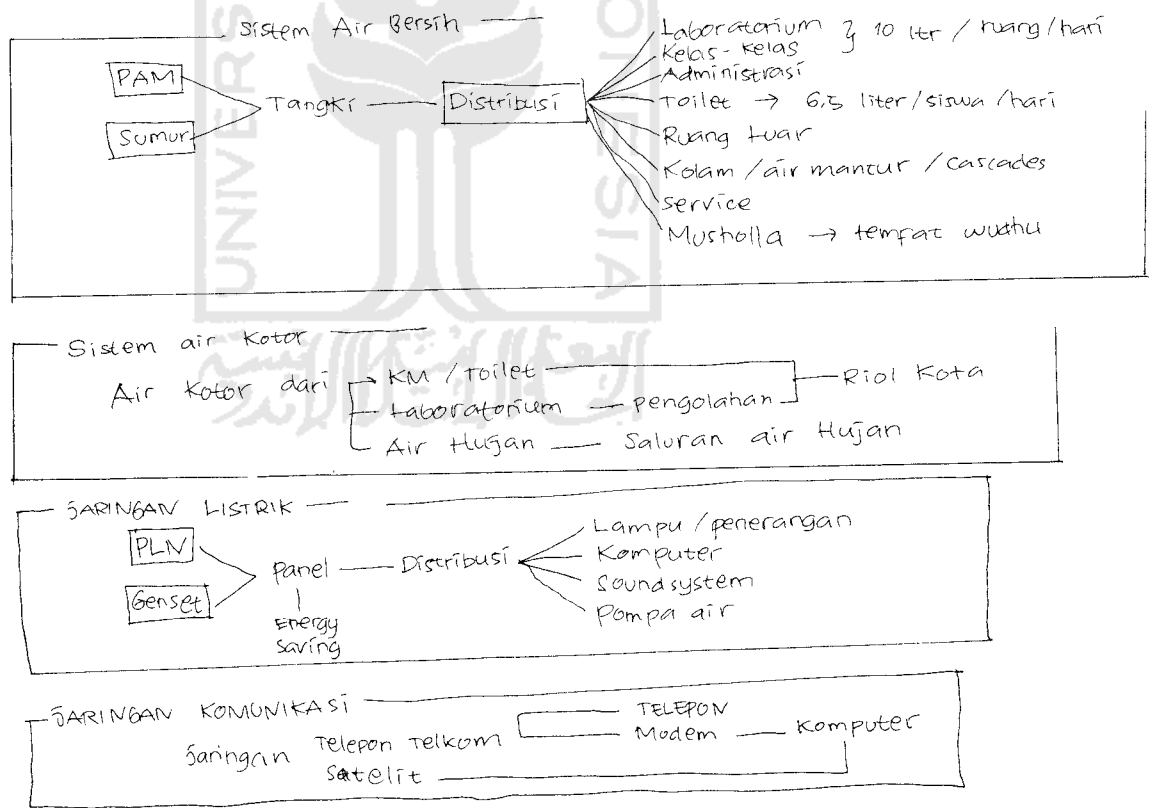 Sistem Air Bersih
PAM
Sumur
Tangki
Distribusi
Laboratorium } 10 ltr / ruang / hari
Kelas - Kelas
Administrasi
Toilet → 6,5 liter/siswa/hari
Ruang Luar
Kolam / air mancur / cascades
Service
Musholla → tempat wudhu
Sistem air Kotor
Air Kotor dari
KM / Toilet
Laboratorium
pengolahan
Riol Kota
Air Hujan
Saluran air Hujan
JARINGAN LISTRIK
PLN
Genset
Panel
Energy
Saving
Distribusi
Lampu / penerangan
Komputer
Soundsystem
Pompa air
JARINGAN KOMUNIKASI
Jaringan Telepon Telkom
Satelit
TELEPON
Modem
Komputer
UNIVERS
ONESIA